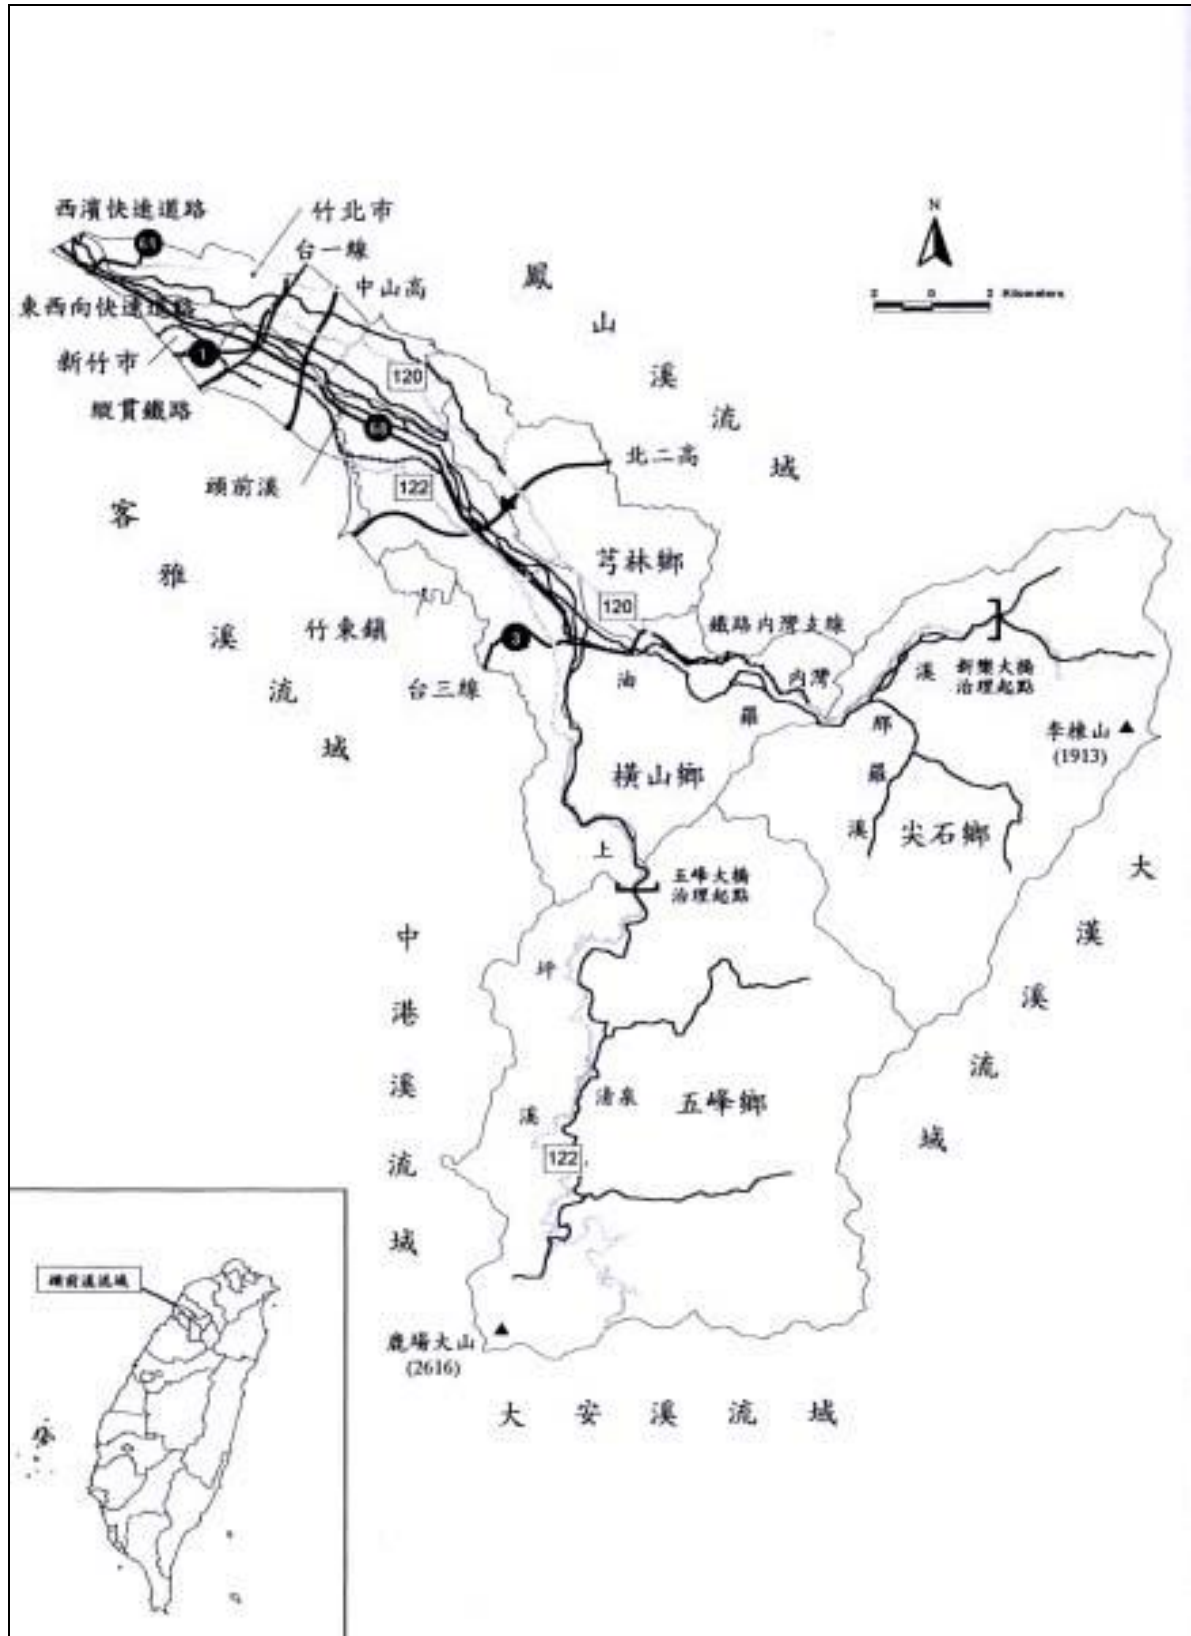 西濱快速道路
竹北市
台一線
中山高
東西向快速道路
新竹市
1
縱貫鐵路
120
68
頭前溪
122
北二高
鳳山溪流域
N
Kilometers
客雅溪流域
芎林鄉
竹東鎮
120
鐵路內灣支線
3
台三線
油羅溪
內灣
新樂大橋
治理起點
李棟山
(1913)
那羅溪
橫山鄉
尖石鄉
上坪溪
五峰大橋
治理起點
大漢溪流域
中港溪流域
清泉
五峰鄉
122
頭前溪流域
鹿場大山
(2616)
大安溪流域